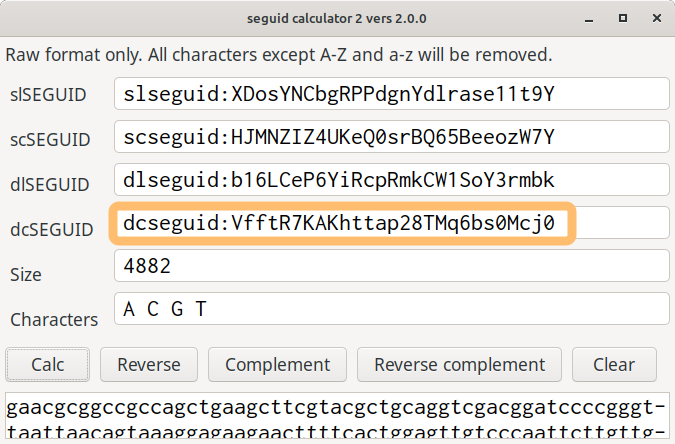 seguid calculator 2 vers 2.0.0
Raw format only. All characters except A-Z and a-z will be removed.
slSEGUID slseguid:XDosYNCbgRPPdgnYdlrase11t9Y
scSEGUID scseguid:HJMNZIZ4UKeQ0srBQ65BeeozW7Y
dlSEGUID dlseguid:b16LCeP6YiRcpRmkCW1SoY3rmbk
dcSEGUID dcseguid:VfftR7KAKhttap28TMq6bs0Mcj0
Size 4882
Characters A C G T
Calc Reverse Complement Reverse complement Clear
gaacgcggccgccagctgaagcttcgtacgctgcaggtcgacggatccccgggt-
taattaacagtaaaggagaagaacttttcactggagttgtcccaattcttgttg-